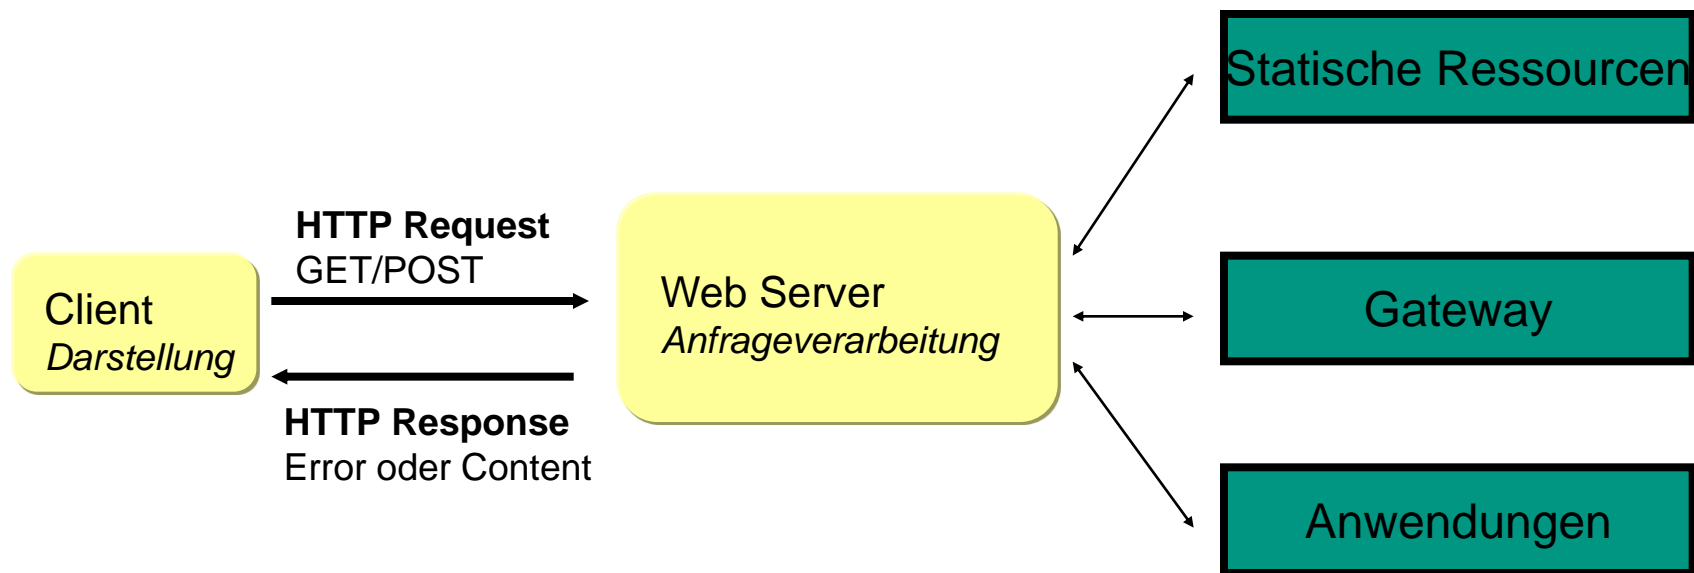 Client
Darstellung
HTTP Request
GET/POST
HTTP Response
Error oder Content
Web Server
Anfrageverarbeitung
Statische Ressourcen
Gateway
Anwendungen